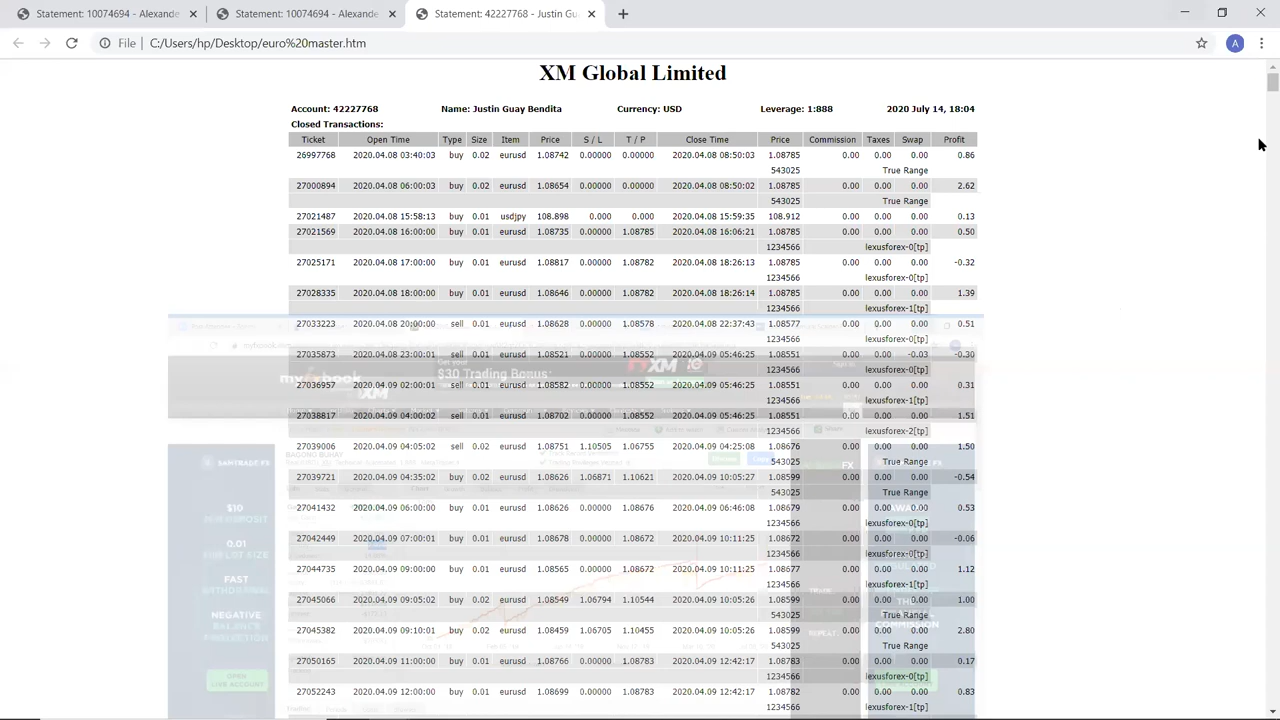 Statement: 10074694 - Alexande
Statement: 10074694 - Alexande
Statement: 42227768 - Justin Gu
File C:/Users/hp/Desktop/euro%20master.htm
A
XM Global Limited
Account: 42227768 Name: Justin Guay Bendita Currency: USD Leverage: 1:888 2020 July 14, 18:04
Closed Transactions:
Ticket Open Time Type Size Item Price S / L T / P Close Time Price Commission Taxes Swap Profit
26997768 2020.04.08 03:40:03 buy 0.02 eurusd 1.08742 0.00000 0.00000 2020.04.08 08:50:03 1.08785 0.00 0.00 0.00 0.86
543025 True Range
27000894 2020.04.08 06:00:03 buy 0.02 eurusd 1.08654 0.00000 0.00000 2020.04.08 08:50:02 1.08785 0.00 0.00 0.00 2.62
543025 True Range
27021487 2020.04.08 15:58:13 buy 0.01 usdjpy 108.898 0.000 0.000 2020.04.08 15:59:35 108.912 0.00 0.00 0.00 0.13
27021569 2020.04.08 16:00:00 buy 0.01 eurusd 1.08735 0.00000 1.08785 2020.04.08 16:06:21 1.08785 0.00 0.00 0.00 0.50
1234566 lexusforex-0[tp]
27025171 2020.04.08 17:00:00 buy 0.01 eurusd 1.08817 0.00000 1.08782 2020.04.08 18:26:13 1.08785 0.00 0.00 0.00 -0.32
1234566 lexusforex-0[tp]
27028335 2020.04.08 18:00:00 buy 0.01 eurusd 1.08646 0.00000 1.08782 2020.04.08 18:26:14 1.08785 0.00 0.00 0.00 1.39
1234566 lexusforex-1[tp]
27033223 2020.04.08 20:00:00 sell 0.01 eurusd 1.08628 0.00000 1.08578 2020.04.08 22:37:43 1.08577 0.00 0.00 0.00 0.51
1234566 lexusforex-0[tp]
27035873 2020.04.08 23:00:01 sell 0.01 eurusd 1.08521 0.00000 1.08552 2020.04.09 05:46:25 1.08551 0.00 0.00 -0.03 -0.30
1234566 lexusforex-0[tp]
Get your
$30 Trading Bonus:
XM
27036957 2020.04.09 02:00:01 sell 0.01 eurusd 1.08582 0.00000 1.08552 2020.04.09 05:46:25 1.08551 0.00 0.00 0.00 0.31
1234566 lexusforex-1[tp]
27038817 2020.04.09 04:00:02 sell 0.01 eurusd 1.08702 0.00000 1.08552 2020.04.09 05:46:25 1.08551 0.00 0.00 0.00 1.51
1234566 lexusforex-2[tp]
27039006 2020.04.09 04:05:02 sell 0.02 eurusd 1.08751 1.10505 1.06755 2020.04.09 04:25:08 1.08676 0.00 0.00 0.00 1.50
543025 True Range
27039721 2020.04.09 04:35:02 buy 0.02 eurusd 1.08626 1.06871 1.10621 2020.04.09 10:05:27 1.08599 0.00 0.00 0.00 -0.54
543025 True Range
27041432 2020.04.09 06:00:00 buy 0.01 eurusd 1.08626 0.00000 1.08676 2020.04.09 06:46:08 1.08679 0.00 0.00 0.00 0.53
1234566 lexusforex-0[tp]
27042449 2020.04.09 07:00:01 buy 0.01 eurusd 1.08678 0.00000 1.08672 2020.04.09 10:11:25 1.08672 0.00 0.00 0.00 -0.06
1234566 lexusforex-0[tp]
27044735 2020.04.09 09:00:00 buy 0.01 eurusd 1.08565 0.00000 1.08672 2020.04.09 10:11:25 1.08677 0.00 0.00 0.00 1.12
1234566 lexusforex-1[tp]
27045066 2020.04.09 09:05:02 buy 0.02 eurusd 1.08549 1.06794 1.10544 2020.04.09 10:05:26 1.08599 0.00 0.00 0.00 1.00
543025 True Range
27045382 2020.04.09 09:10:01 buy 0.02 eurusd 1.08459 1.06705 1.10455 2020.04.09 10:05:26 1.08599 0.00 0.00 0.00 2.80
543025 True Range
27050165 2020.04.09 11:00:00 buy 0.01 eurusd 1.08766 0.00000 1.08783 2020.04.09 12:42:17 1.08783 0.00 0.00 0.00 0.17
1234566 lexusforex-0[tp]
27052243 2020.04.09 12:00:00 buy 0.01 eurusd 1.08699 0.00000 1.08783 2020.04.09 12:42:17 1.08782 0.00 0.00 0.00 0.83
1234566 lexusforex-1[tp]
SANTRADE FX
$10
0.01
FAST
NEGATIVE
BALANCE
OPEN
LIVE ACCOUNT